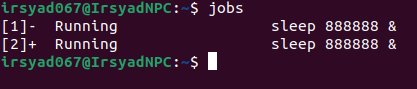 irsyad067@IrsyadNPC:~$ jobs
[1]-  Running                 sleep 888888 &
[2]+  Running                 sleep 888888 &
irsyad067@IrsyadNPC:~$